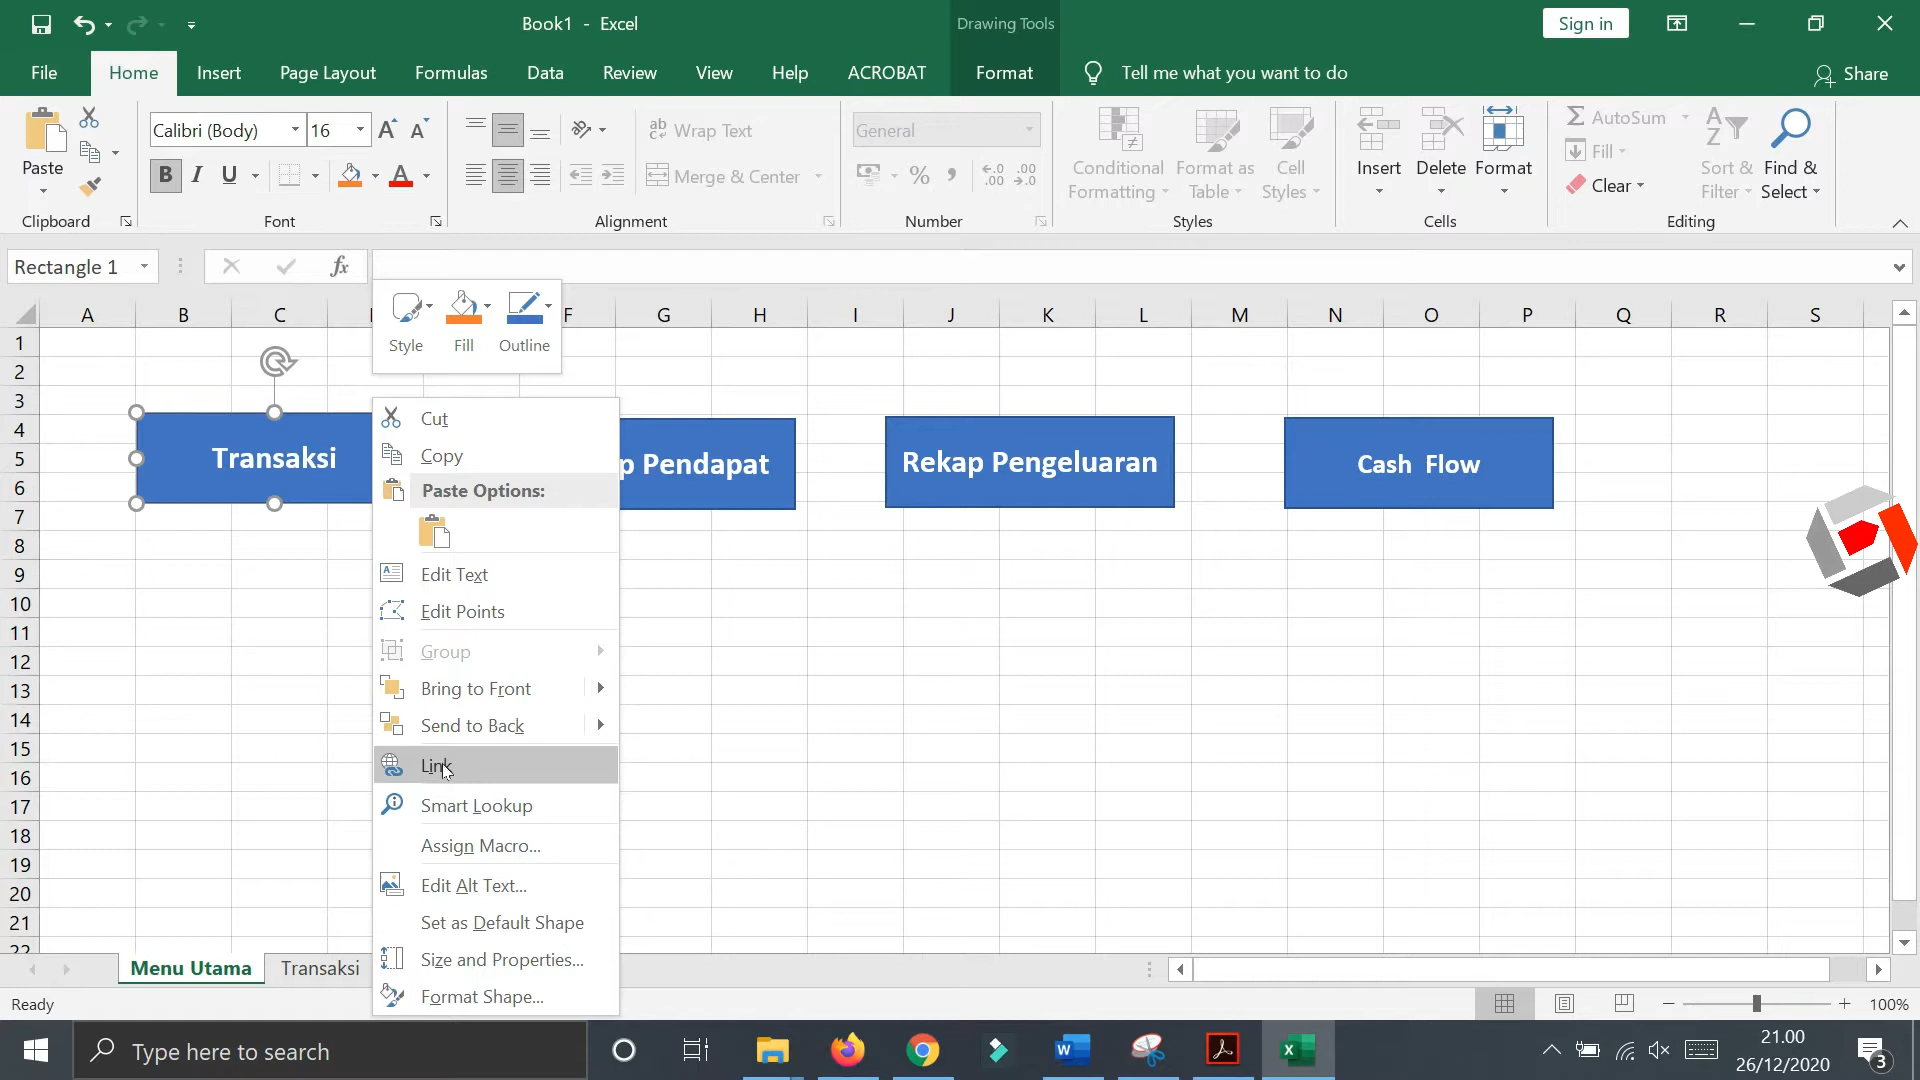 Book1 - Excel
Drawing Tools
Sign in
File Home Insert Page Layout Formulas Data Review View Help ACROBAT Format Tell me what you want to do Share
Paste
Calibri (Body) 16
B I U
Wrap Text
Merge & Center
General
% ,
Conditional Formatting
Format as Table
Cell Styles
Insert Delete Format
AutoSum
Fill
Clear
Sort & Filter
Find & Select
Clipboard Font Alignment Number Styles Cells Editing
Rectangle 1
fx
Style Fill Outline
A B C F G H I J K L M N O P Q R S
1
2
3
4
5
6
7
8
9
10
11
12
13
14
15
16
17
18
19
20
21
22
Transaksi
p Pendapat
Rekap Pengeluaran
Cash Flow
Cut
Copy
Paste Options:
Edit Text
Edit Points
Group
Bring to Front
Send to Back
Link
Smart Lookup
Assign Macro...
Edit Alt Text...
Set as Default Shape
Size and Properties...
Format Shape...
Menu Utama Transaksi
Ready
100%
Type here to search
21.00
26/12/2020
3